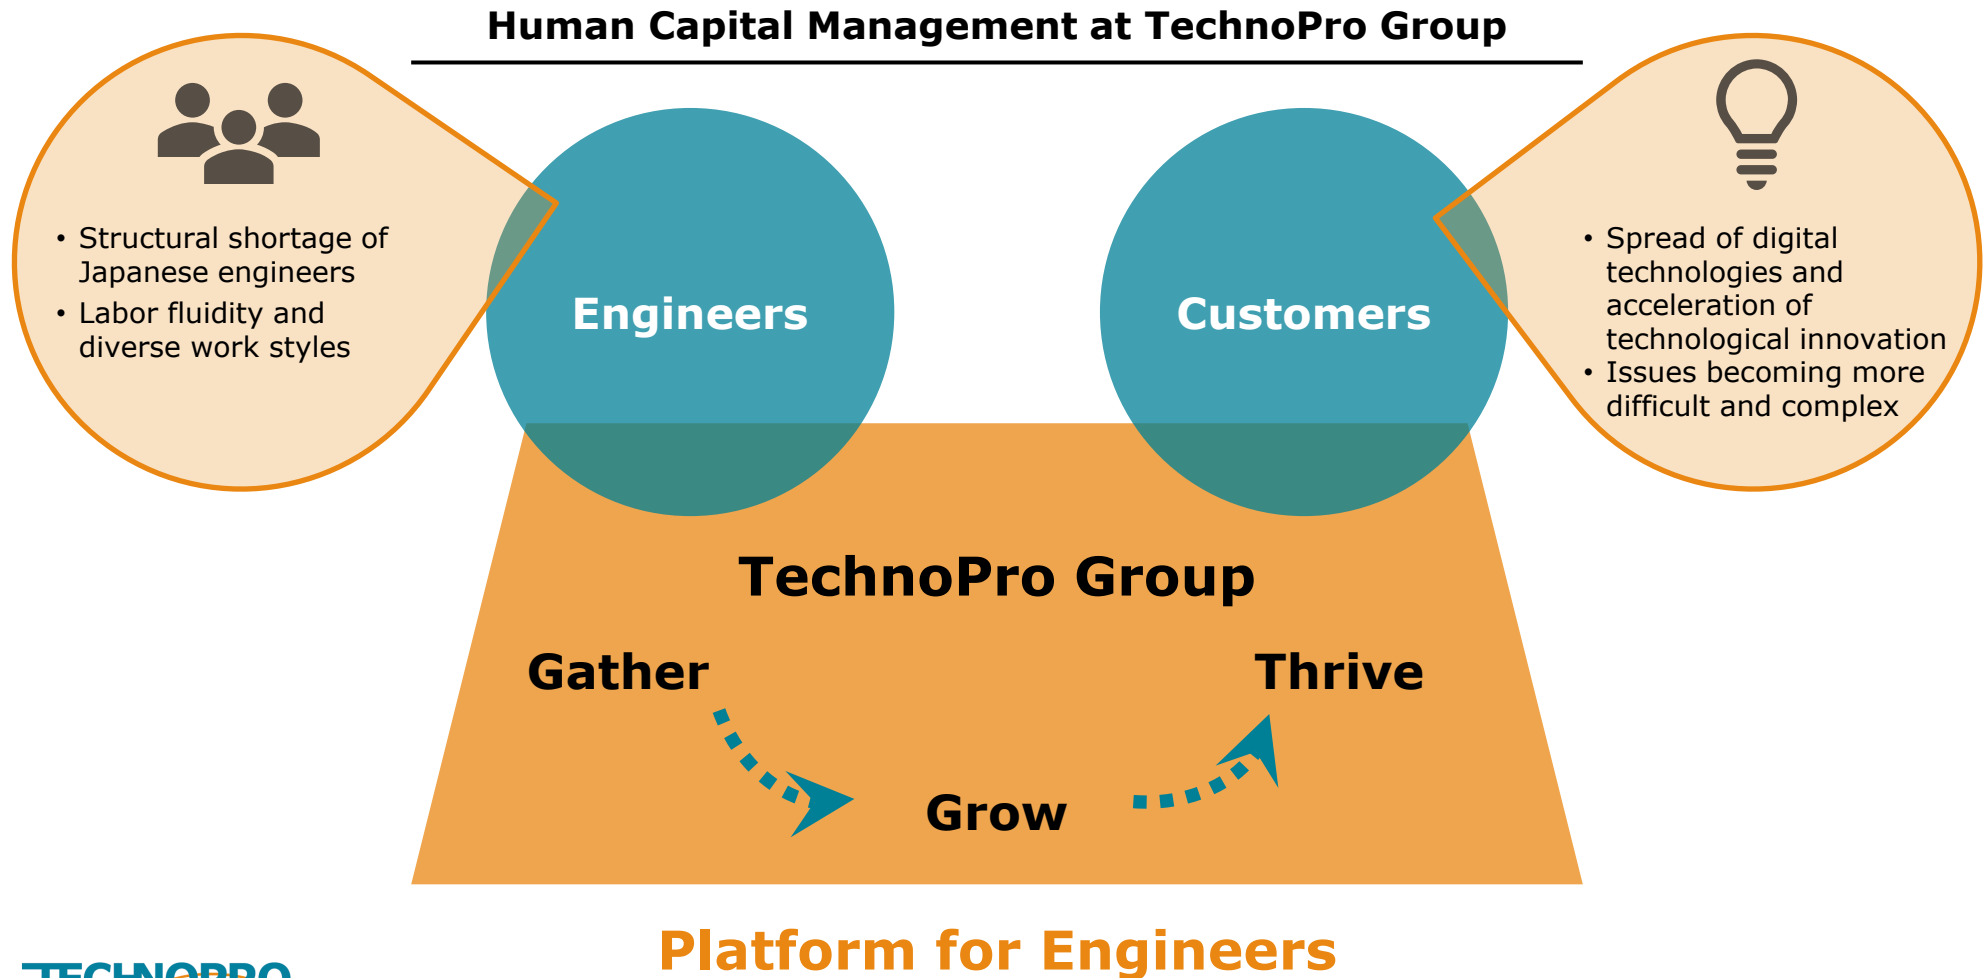 Human Capital Management at TechnoPro Group
• Structural shortage of
Japanese engineers
• Labor fluidity and
diverse work styles
Engineers
Customers
• Spread of digital
technologies and
acceleration of
technological innovation
• Issues becoming more
difficult and complex
TechnoPro Group
Gather
Thrive
Grow
Platform for Engineers
TECHNOPRO